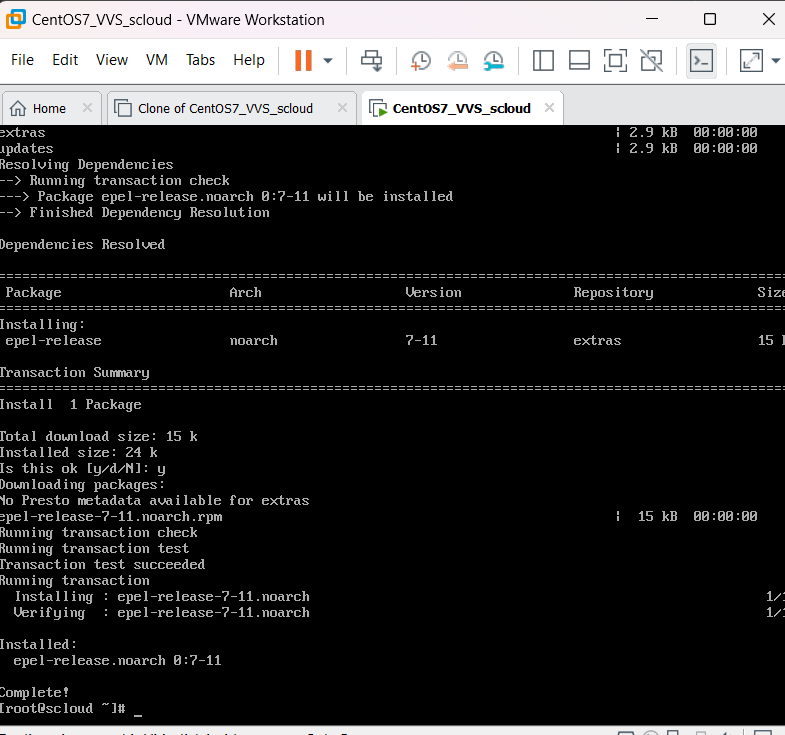 CentOS7_VVS_scloud - VMware Workstation
File Edit View VM Tabs Help
Home Clone of CentOS7_VVS_scloud CentOS7_VVS_scloud
extras | 2.9 kB 00:00:00
updates | 2.9 kB 00:00:00
Resolving Dependencies
--> Running transaction check
---> Package epel-release.noarch 0:7-11 will be installed
--> Finished Dependency Resolution
Dependencies Resolved
================================================================================
Package Arch Version Repository Size
================================================================================
Installing:
epel-release noarch 7-11 extras 15
Transaction Summary
================================================================================
Install 1 Package
Total download size: 15 k
Installed size: 24 k
Is this ok [y/d/N]: y
Downloading packages:
No Presto metadata available for extras
epel-release-7-11.noarch.rpm | 15 kB 00:00:00
Running transaction check
Running transaction test
Transaction test succeeded
Running transaction
Installing : epel-release-7-11.noarch 1/1
Verifying : epel-release-7-11.noarch 1/1
Installed:
epel-release.noarch 0:7-11
Complete!
[root@scloud ~]# _